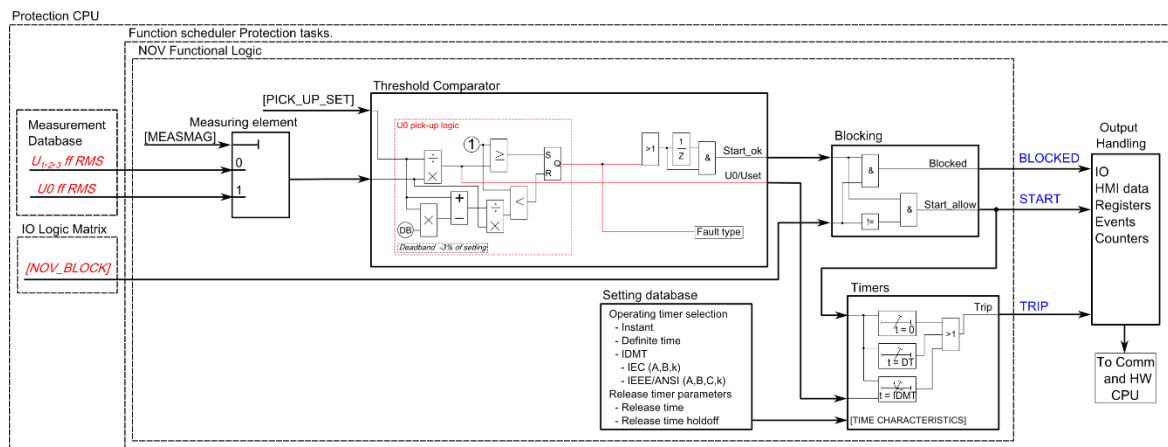 Protection CPU
Function scheduler Protection tasks.
NOV Functional Logic
Threshold Comparator
[PICK_UP_SET]
Measurement
Database
U1-2-3 ff RMS
U0 ff RMS
Measuring element
[MEASMAG]
0
1
U0 pick-up logic
1
÷
×
≥
S
Q
R
+
−
÷
×
<
×
DB
Deadband -3% of setting
>1
1
Z
&
Start_ok
U0/Uset
Fault type
Blocking
&
Blocked
!=
&
Start_allow
BLOCKED
START
Output
Handling
IO
HMI data
Registers
Events
Counters
IO Logic Matrix
[NOV_BLOCK]
Setting database
Operating timer selection
- Instant
- Definite time
- IDMT
- IEC (A,B,k)
- IEEE/ANSI (A,B,C,k)
Release timer parameters
- Release time
- Release time holdoff
Timers
t = 0
t = DT
t = IDMT
>1
Trip
[TIME CHARACTERISTICS]
TRIP
To Comm
and HW
CPU